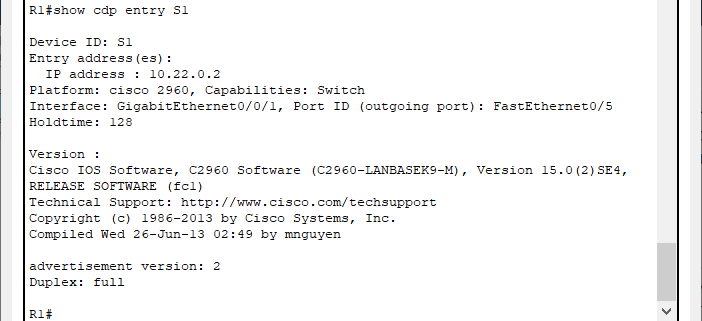 R1#show cdp entry S1
Device ID: S1
Entry address(es):
IP address : 10.22.0.2
Platform: cisco 2960, Capabilities: Switch
Interface: GigabitEthernet0/0/1, Port ID (outgoing port): FastEthernet0/5
Holdtime: 128
Version :
Cisco IOS Software, C2960 Software (C2960-LANBASEK9-M), Version 15.0(2)SE4,
RELEASE SOFTWARE (fc1)
Technical Support: http://www.cisco.com/techsupport
Copyright (c) 1986-2013 by Cisco Systems, Inc.
Compiled Wed 26-Jun-13 02:49 by mnguyen
advertisement version: 2
Duplex: full
R1#